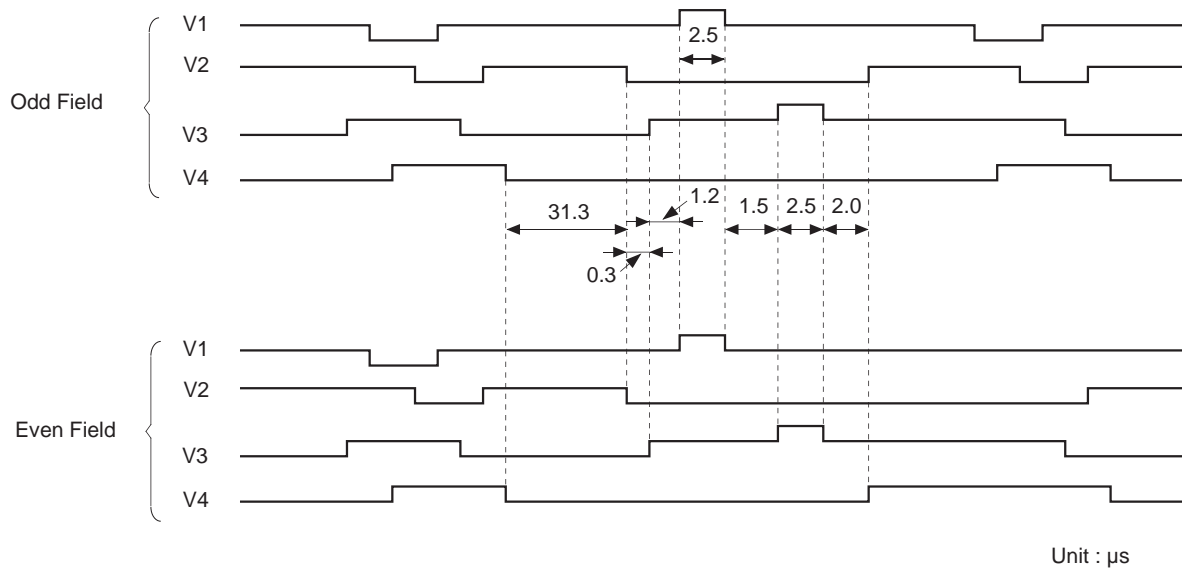 Odd Field
V1
2.5
V2
V3
V4
1.2
31.3
1.5 2.5 2.0
0.3
Even Field
V1
V2
V3
V4
Unit : µs